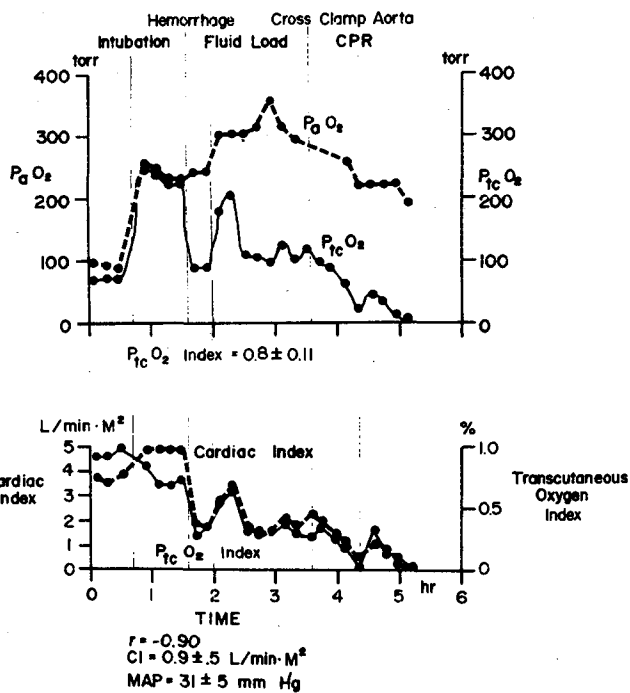 Hemorrhage Cross Clamp Aorta
Intubation Fluid Load CPR
torr torr
400 400
300 300
PaO2 PaO2 PtcO2
200 200
PtcO2
100 100
0 0
PtcO2 Index = 0.8 ± 0.11
L/min·M2 %
5 1.0
Cardiac Index
4
ardiac Index 3 0.5 Transcutaneous Oxygen Index
2
1 PtcO2 Index
0 0
0 1 2 3 4 5 hr 6
TIME
r = -0.90
CI = 0.9 ± .5 L/min·M2
MAP = 31 ± 5 mm Hg